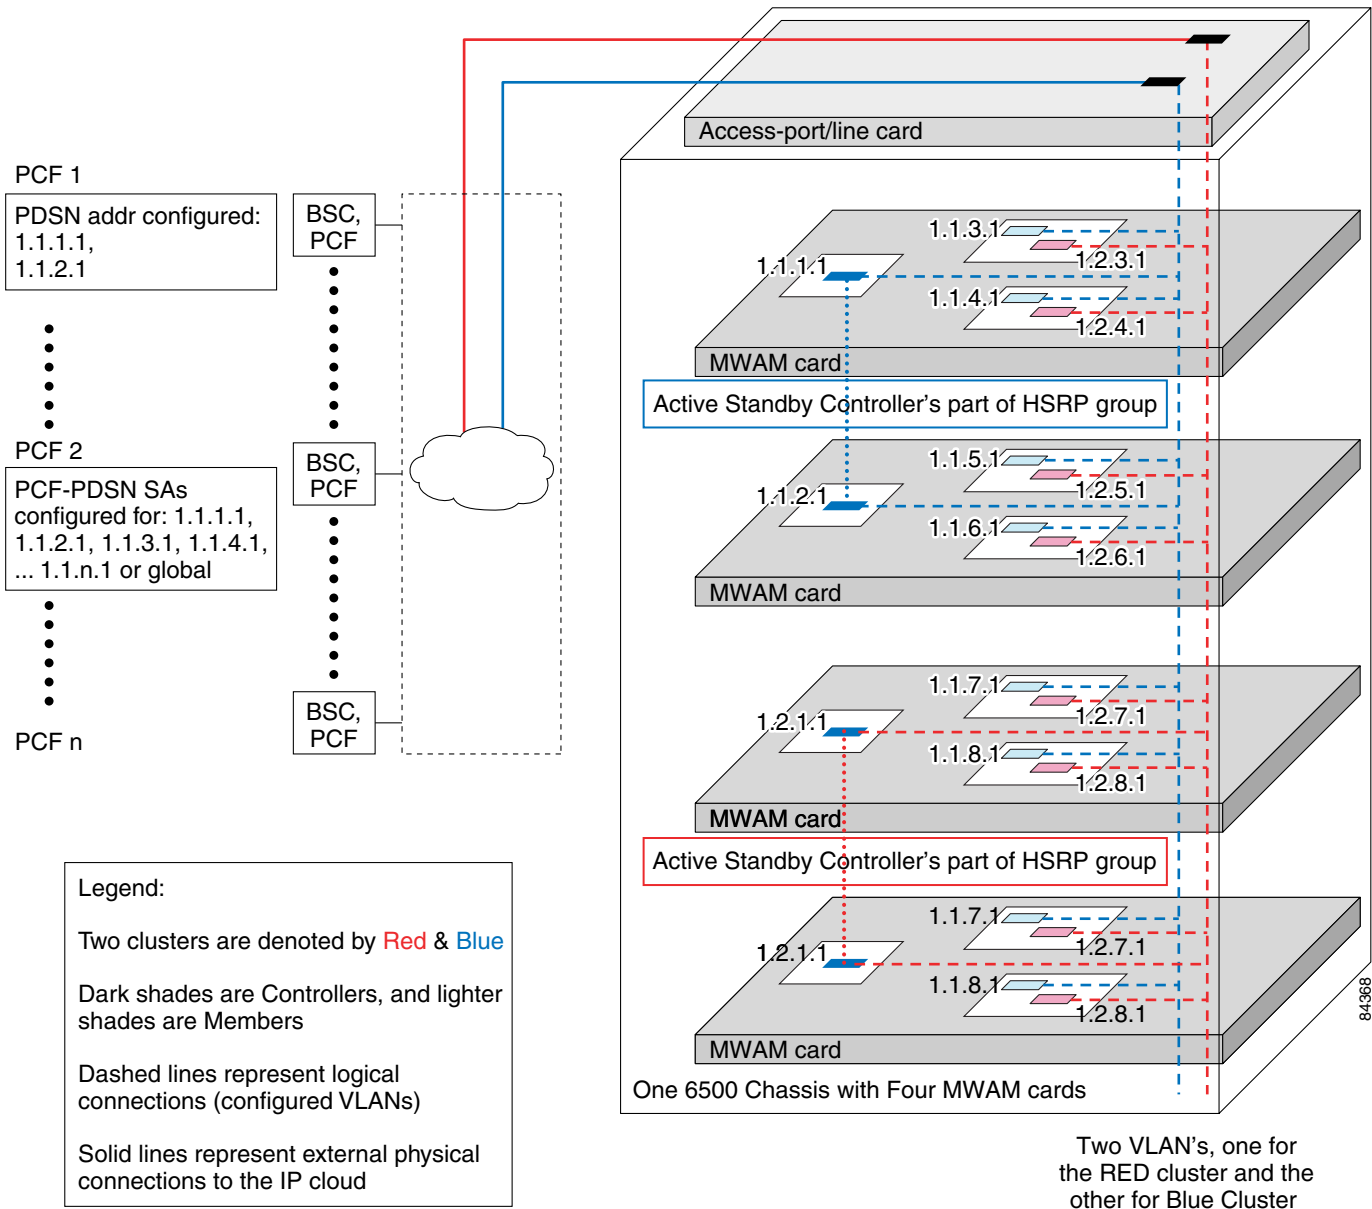 Access-port/line card
PCF 1
PDSN addr configured:
1.1.1.1,
1.1.2.1
BSC,
PCF
1.1.3.1
1.2.3.1
1.1.1.1
1.1.4.1
1.2.4.1
MWAM card
Active Standby Controller's part of HSRP group
PCF 2
PCF-PDSN SAs
configured for: 1.1.1.1,
1.1.2.1, 1.1.3.1, 1.1.4.1,
... 1.1.n.1 or global
BSC,
PCF
1.1.5.1
1.2.5.1
1.1.2.1
1.1.6.1
1.2.6.1
MWAM card
PCF n
BSC,
PCF
1.1.7.1
1.2.7.1
1.2.1.1
1.1.8.1
1.2.8.1
MWAM card
Active Standby Controller's part of HSRP group
1.1.7.1
1.2.7.1
1.2.1.1
1.1.8.1
1.2.8.1
MWAM card
One 6500 Chassis with Four MWAM cards
84368
Legend:
Two clusters are denoted by Red & Blue
Dark shades are Controllers, and lighter
shades are Members
Dashed lines represent logical
connections (configured VLANs)
Solid lines represent external physical
connections to the IP cloud
Two VLAN's, one for
the RED cluster and the
other for Blue Cluster